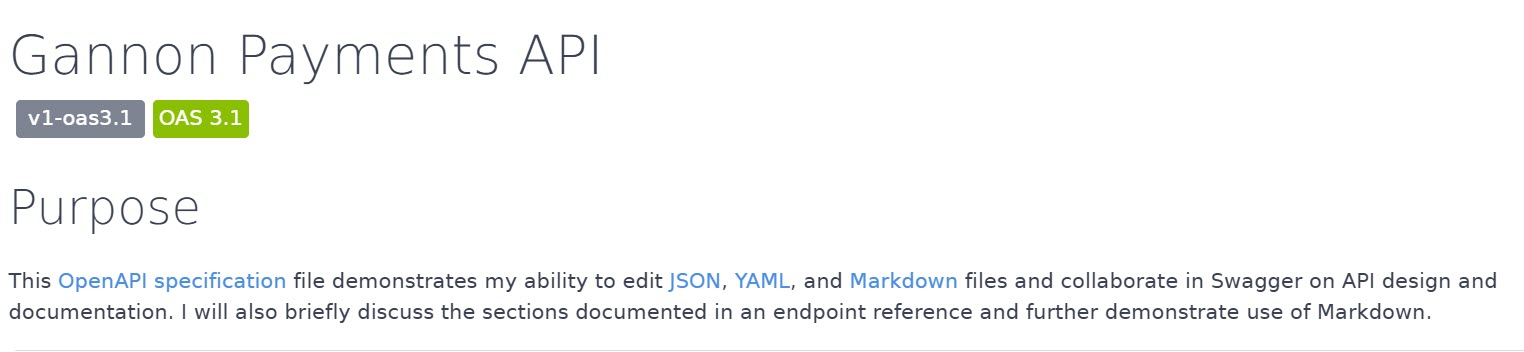 Gannon Payments API
v1-oas3.1 OAS 3.1
Purpose
This OpenAPI specification file demonstrates my ability to edit JSON, YAML, and Markdown files and collaborate in Swagger on API design and
documentation. I will also briefly discuss the sections documented in an endpoint reference and further demonstrate use of Markdown.